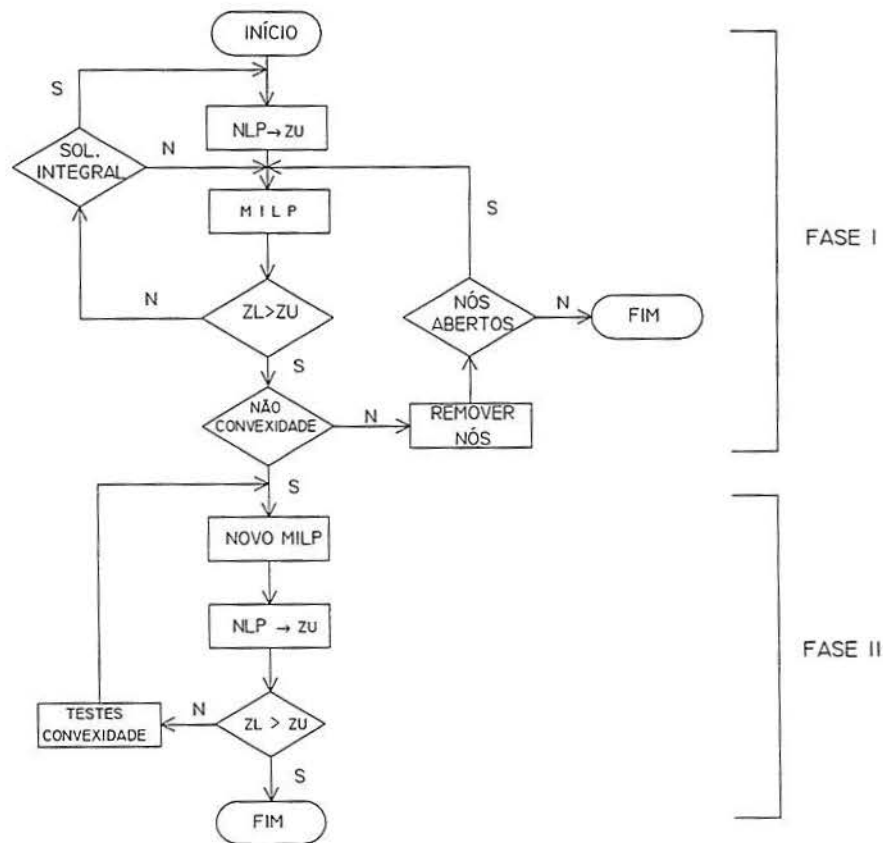 INÍCIO
S
NLP→ZU
SOL.
INTEGRAL
N
MILP
S
FASE I
N
ZL>ZU
NÓS
ABERTOS
N
FIM
S
NÃO
CONVEXIDADE
N
REMOVER
NÓS
S
NOVO MILP
NLP → ZU
FASE II
TESTES
CONVEXIDADE
N
ZL > ZU
S
FIM